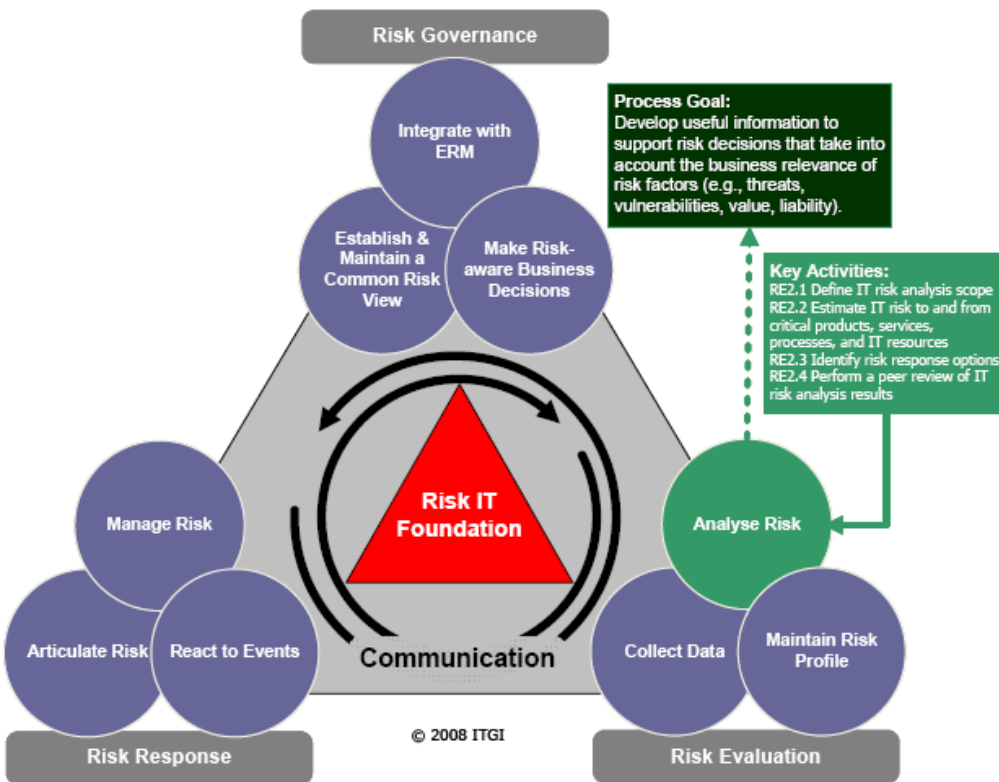 Risk Governance
Integrate with
ERM
Establish &
Maintain a
Common Risk
View
Make Risk-
aware Business
Decisions
Process Goal:
Develop useful information to
support risk decisions that take into
account the business relevance of
risk factors (e.g., threats,
vulnerabilities, value, liability).
Key Activities:
RE2.1 Define IT risk analysis scope
RE2.2 Estimate IT risk to and from
critical products, services,
processes, and IT resources
RE2.3 Identify risk response options
RE2.4 Perform a peer review of IT
risk analysis results
Risk IT
Foundation
Manage Risk
Articulate Risk
React to Events
Communication
Analyse Risk
Collect Data
Maintain Risk
Profile
© 2008 ITGI
Risk Response
Risk Evaluation